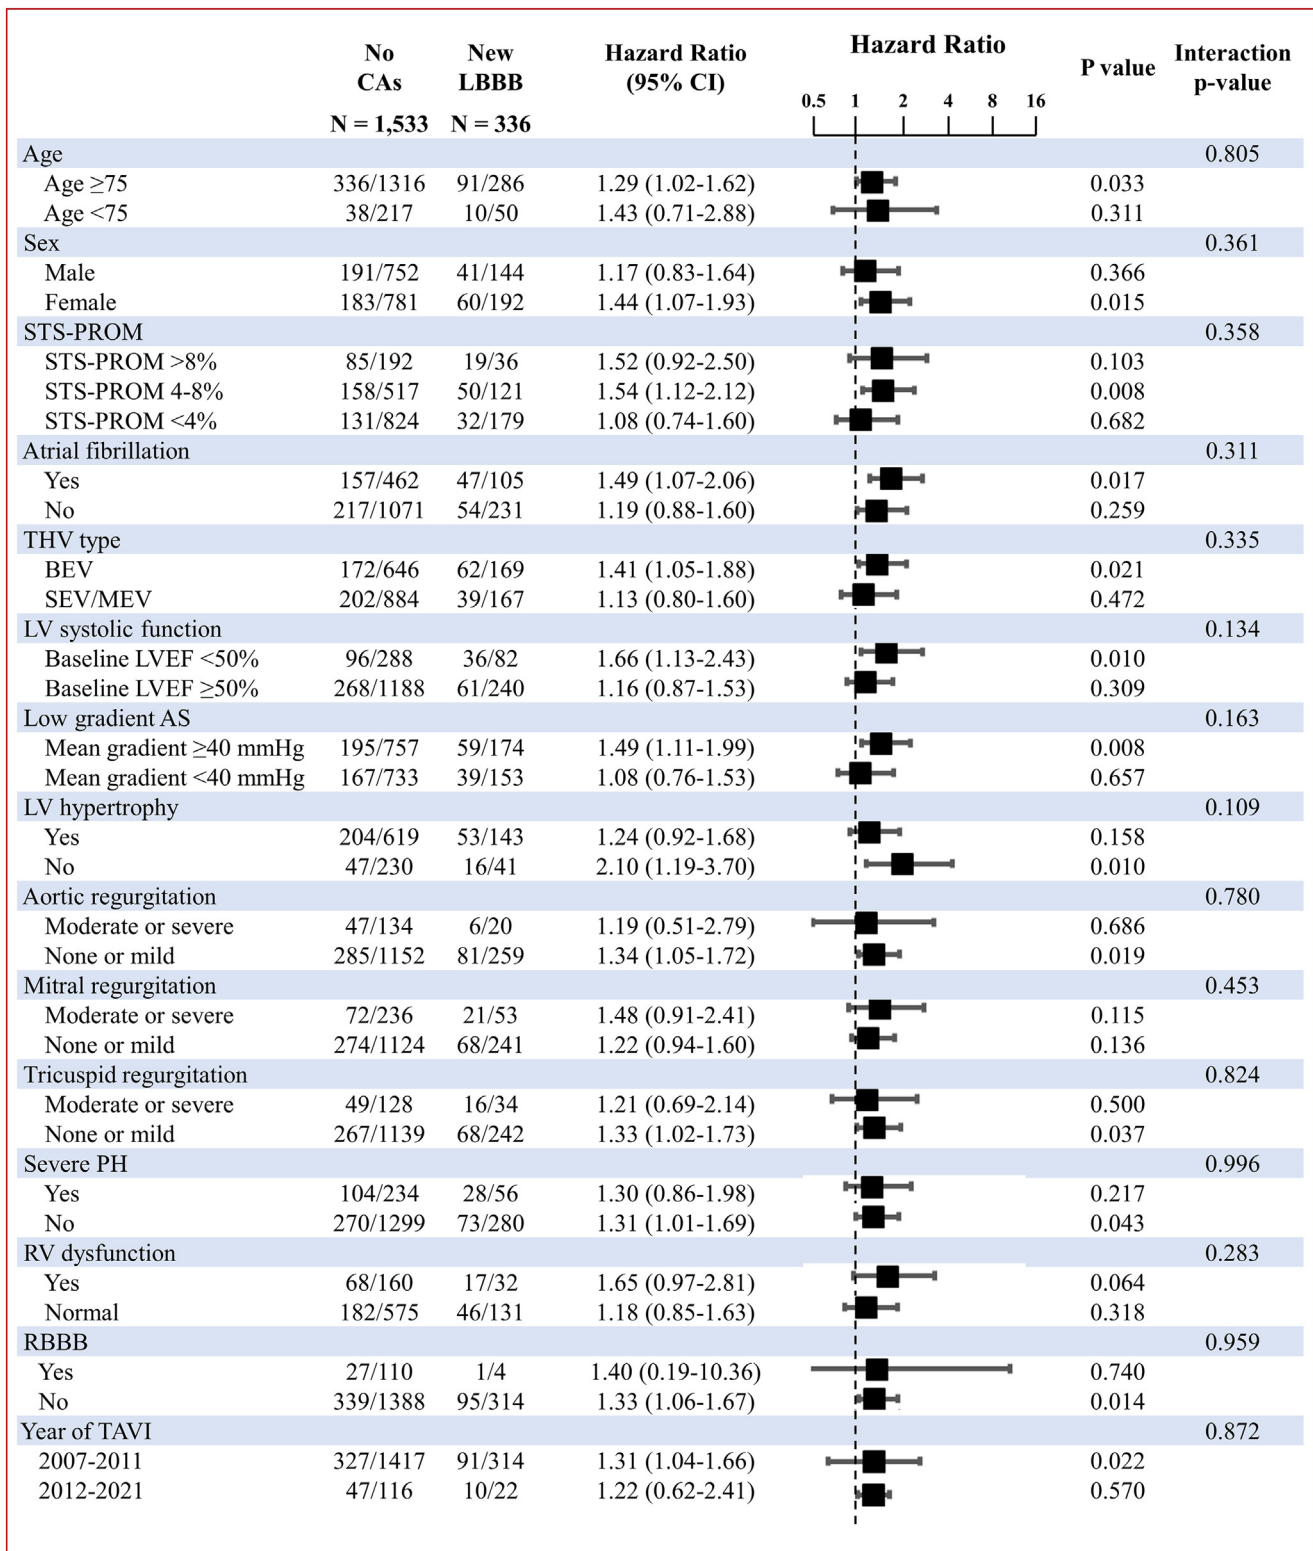 No CAs N = 1,533 New LBBB N = 336 Hazard Ratio (95% CI) Hazard Ratio P value Interaction p-value
0.5 1 2 4 8 16
Age 0.805
Age ≥75 336/1316 91/286 1.29 (1.02-1.62) 0.033
Age <75 38/217 10/50 1.43 (0.71-2.88) 0.311
Sex 0.361
Male 191/752 41/144 1.17 (0.83-1.64) 0.366
Female 183/781 60/192 1.44 (1.07-1.93) 0.015
STS-PROM 0.358
STS-PROM >8% 85/192 19/36 1.52 (0.92-2.50) 0.103
STS-PROM 4-8% 158/517 50/121 1.54 (1.12-2.12) 0.008
STS-PROM <4% 131/824 32/179 1.08 (0.74-1.60) 0.682
Atrial fibrillation 0.311
Yes 157/462 47/105 1.49 (1.07-2.06) 0.017
No 217/1071 54/231 1.19 (0.88-1.60) 0.259
THV type 0.335
BEV 172/646 62/169 1.41 (1.05-1.88) 0.021
SEV/MEV 202/884 39/167 1.13 (0.80-1.60) 0.472
LV systolic function 0.134
Baseline LVEF <50% 96/288 36/82 1.66 (1.13-2.43) 0.010
Baseline LVEF ≥50% 268/1188 61/240 1.16 (0.87-1.53) 0.309
Low gradient AS 0.163
Mean gradient ≥40 mmHg 195/757 59/174 1.49 (1.11-1.99) 0.008
Mean gradient <40 mmHg 167/733 39/153 1.08 (0.76-1.53) 0.657
LV hypertrophy 0.109
Yes 204/619 53/143 1.24 (0.92-1.68) 0.158
No 47/230 16/41 2.10 (1.19-3.70) 0.010
Aortic regurgitation 0.780
Moderate or severe 47/134 6/20 1.19 (0.51-2.79) 0.686
None or mild 285/1152 81/259 1.34 (1.05-1.72) 0.019
Mitral regurgitation 0.453
Moderate or severe 72/236 21/53 1.48 (0.91-2.41) 0.115
None or mild 274/1124 68/241 1.22 (0.94-1.60) 0.136
Tricuspid regurgitation 0.824
Moderate or severe 49/128 16/34 1.21 (0.69-2.14) 0.500
None or mild 267/1139 68/242 1.33 (1.02-1.73) 0.037
Severe PH 0.996
Yes 104/234 28/56 1.30 (0.86-1.98) 0.217
No 270/1299 73/280 1.31 (1.01-1.69) 0.043
RV dysfunction 0.283
Yes 68/160 17/32 1.65 (0.97-2.81) 0.064
Normal 182/575 46/131 1.18 (0.85-1.63) 0.318
RBBB 0.959
Yes 27/110 1/4 1.40 (0.19-10.36) 0.740
No 339/1388 95/314 1.33 (1.06-1.67) 0.014
Year of TAVI 0.872
2007-2011 327/1417 91/314 1.31 (1.04-1.66) 0.022
2012-2021 47/116 10/22 1.22 (0.62-2.41) 0.570